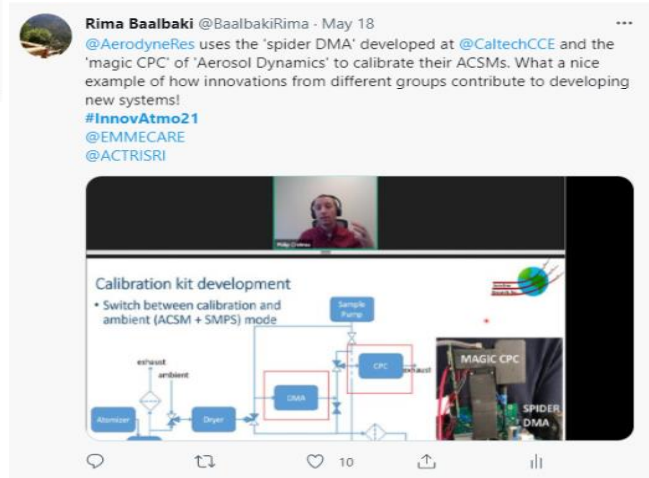 Rima Baalbaki @BaalbakiRima · May 18
@AerodyneRes uses the 'spider DMA' developed at @CaltechCCE and the
'magic CPC' of 'Aerosol Dynamics' to calibrate their ACSMs. What a nice
example of how innovations from different groups contribute to developing
new systems!
#InnovAtmo21
@EMMECARE
@ACTRISRI
Calibration kit development
• Switch between calibration and
ambient (ACSM + SMPS) mode
Sample
Pump
exhaust
ambient
CPC
exhaust
MAGIC CPC
DMA
SPIDER
DMA
Atomizer
Dryer
10